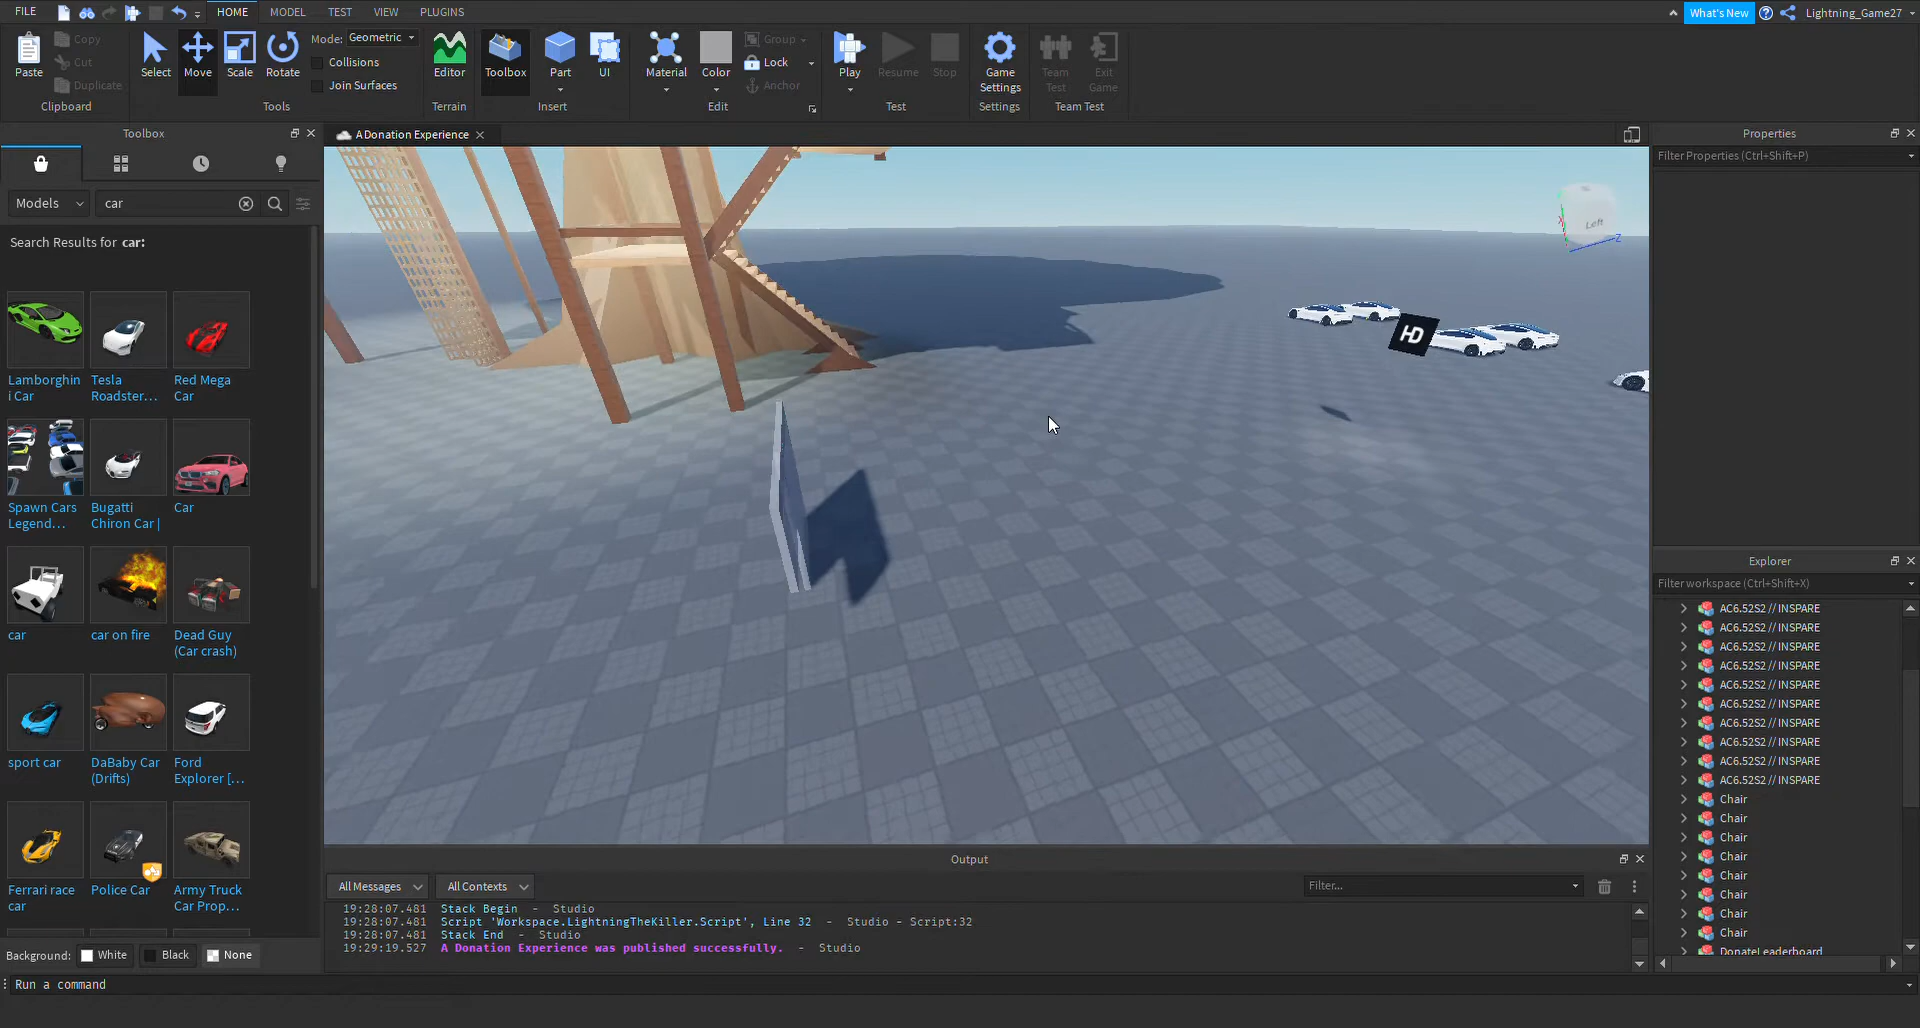 FILE
HOME
MODEL
TEST
VIEW
PLUGINS
What's New
Lightning_Game27
Paste
Copy
Cut
Duplicate
Clipboard
Select
Move
Scale
Rotate
Mode: Geometric
Collisions
Join Surfaces
Tools
Editor
Terrain
Toolbox
Part
UI
Insert
Material
Color
Group
Lock
Anchor
Edit
Play
Resume
Stop
Test
Game
Settings
Settings
Team
Test
Exit
Game
Team Test
Toolbox
Models
car
Search Results for car:
Lamborghin
i Car
Tesla
Roadster...
Red Mega
Car
Spawn Cars
Legend...
Bugatti
Chiron Car |
Car
car
car on fire
Dead Guy
(Car crash)
sport car
DaBaby Car
(Drifts)
Ford
Explorer [...
Ferrari race
car
Police Car
Army Truck
Car Prop...
Background:
White
Black
None
Run a command
A Donation Experience
HD
Left
X
Z
Output
All Messages
All Contexts
Filter...
19:28:07.481 Stack Begin - Studio
19:28:07.481 Script 'Workspace.LightningTheKiller.Script', Line 32 - Studio - Script:32
19:28:07.481 Stack End - Studio
19:29:19.527 A Donation Experience was published successfully. - Studio
Properties
Filter Properties (Ctrl+Shift+P)
Explorer
Filter workspace (Ctrl+Shift+X)
AC6.52S2 // INSPARE
AC6.52S2 // INSPARE
AC6.52S2 // INSPARE
AC6.52S2 // INSPARE
AC6.52S2 // INSPARE
AC6.52S2 // INSPARE
AC6.52S2 // INSPARE
AC6.52S2 // INSPARE
AC6.52S2 // INSPARE
AC6.52S2 // INSPARE
Chair
Chair
Chair
Chair
Chair
Chair
Chair
Chair
DonateLeaderboard